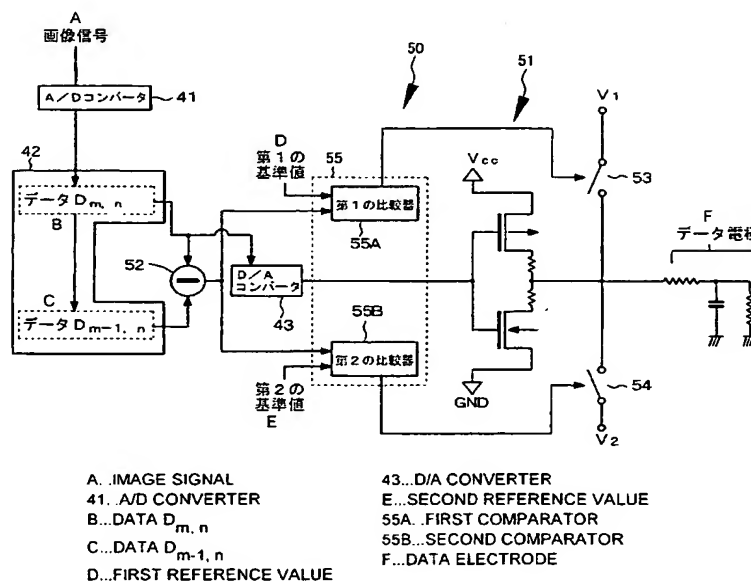 A
画像信号
A/Dコンバータ
41
42
データ D m, n
B
C
データ D m-1, n
52
D/A
コンバータ
43
D
第1の
基準値
55
第1の比較器
55A
55B
第2の比較器
第2の
基準値
E
50
51
Vcc
GND
V1
53
54
V2
F
データ電極
A...IMAGE SIGNAL
41...A/D CONVERTER
B...DATA D m, n
C...DATA D m-1, n
D...FIRST REFERENCE VALUE
43...D/A CONVERTER
E...SECOND REFERENCE VALUE
55A...FIRST COMPARATOR
55B...SECOND COMPARATOR
F...DATA ELECTRODE